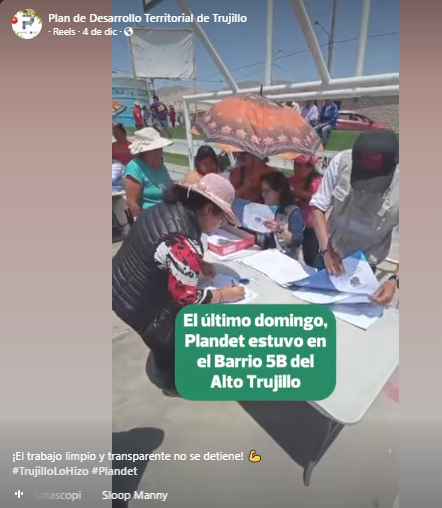 Plan de Desarrollo Territorial de Trujillo
· Reels · 4 de dic ·
El último domingo,
Plandet estuvo en
el Barrio 5B del
Alto Trujillo
¡El trabajo limpio y transparente no se detiene! 💪
#TrujilloLoHizo #Plandet
imascopi Sloop Manny